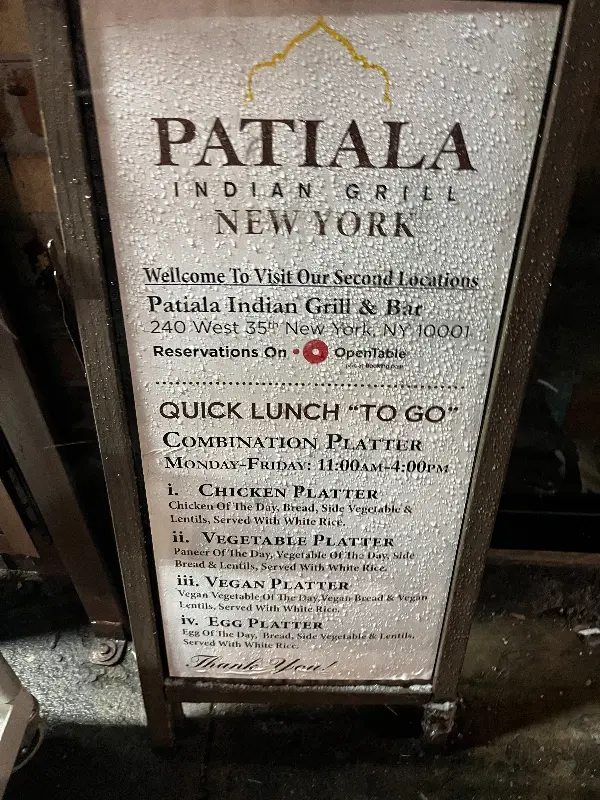 PATIALA
INDIAN GRILL
NEW YORK
Wellcome To Visit Our Second Locations
Patiala Indian Grill & Bar
240 West 35th New York, NY 10001
Reservations On • OpenTable
QUICK LUNCH "TO GO"
COMBINATION PLATTER
MONDAY-FRIDAY: 11:00AM-4:00PM
i. CHICKEN PLATTER
Chicken Of The Day, Bread, Side Vegetable &
Lentils, Served With White Rice.
ii. VEGETABLE PLATTER
Paneer Of The Day, Vegetable Of The Day, Side
Bread & Lentils, Served With White Rice.
iii. VEGAN PLATTER
Vegan Vegetable Of The Day, Vegan Bread & Vegan
Lentils, Served With White Rice.
iv. EGG PLATTER
Egg Of The Day, Bread, Side Vegetable & Lentils,
Served With White Rice.
Thank You!